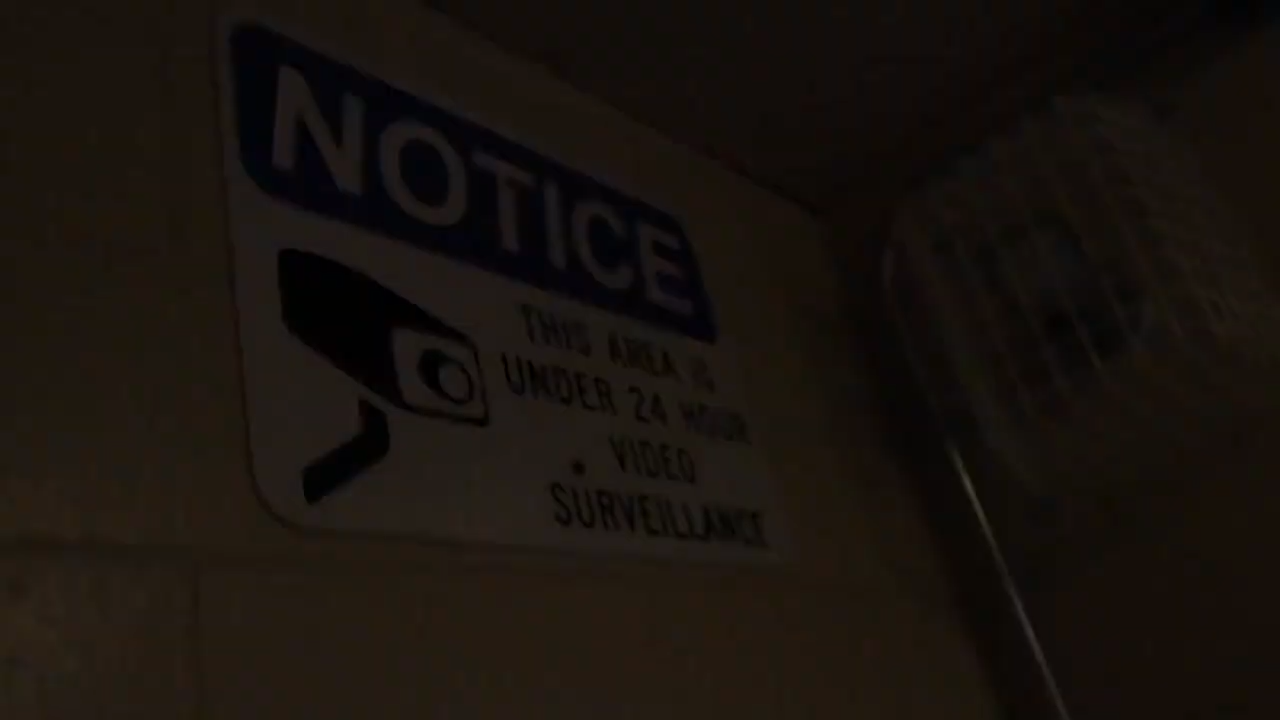 NOTICE
THIS AREA IS
UNDER 24 HOUR
VIDEO
SURVEILLANCE